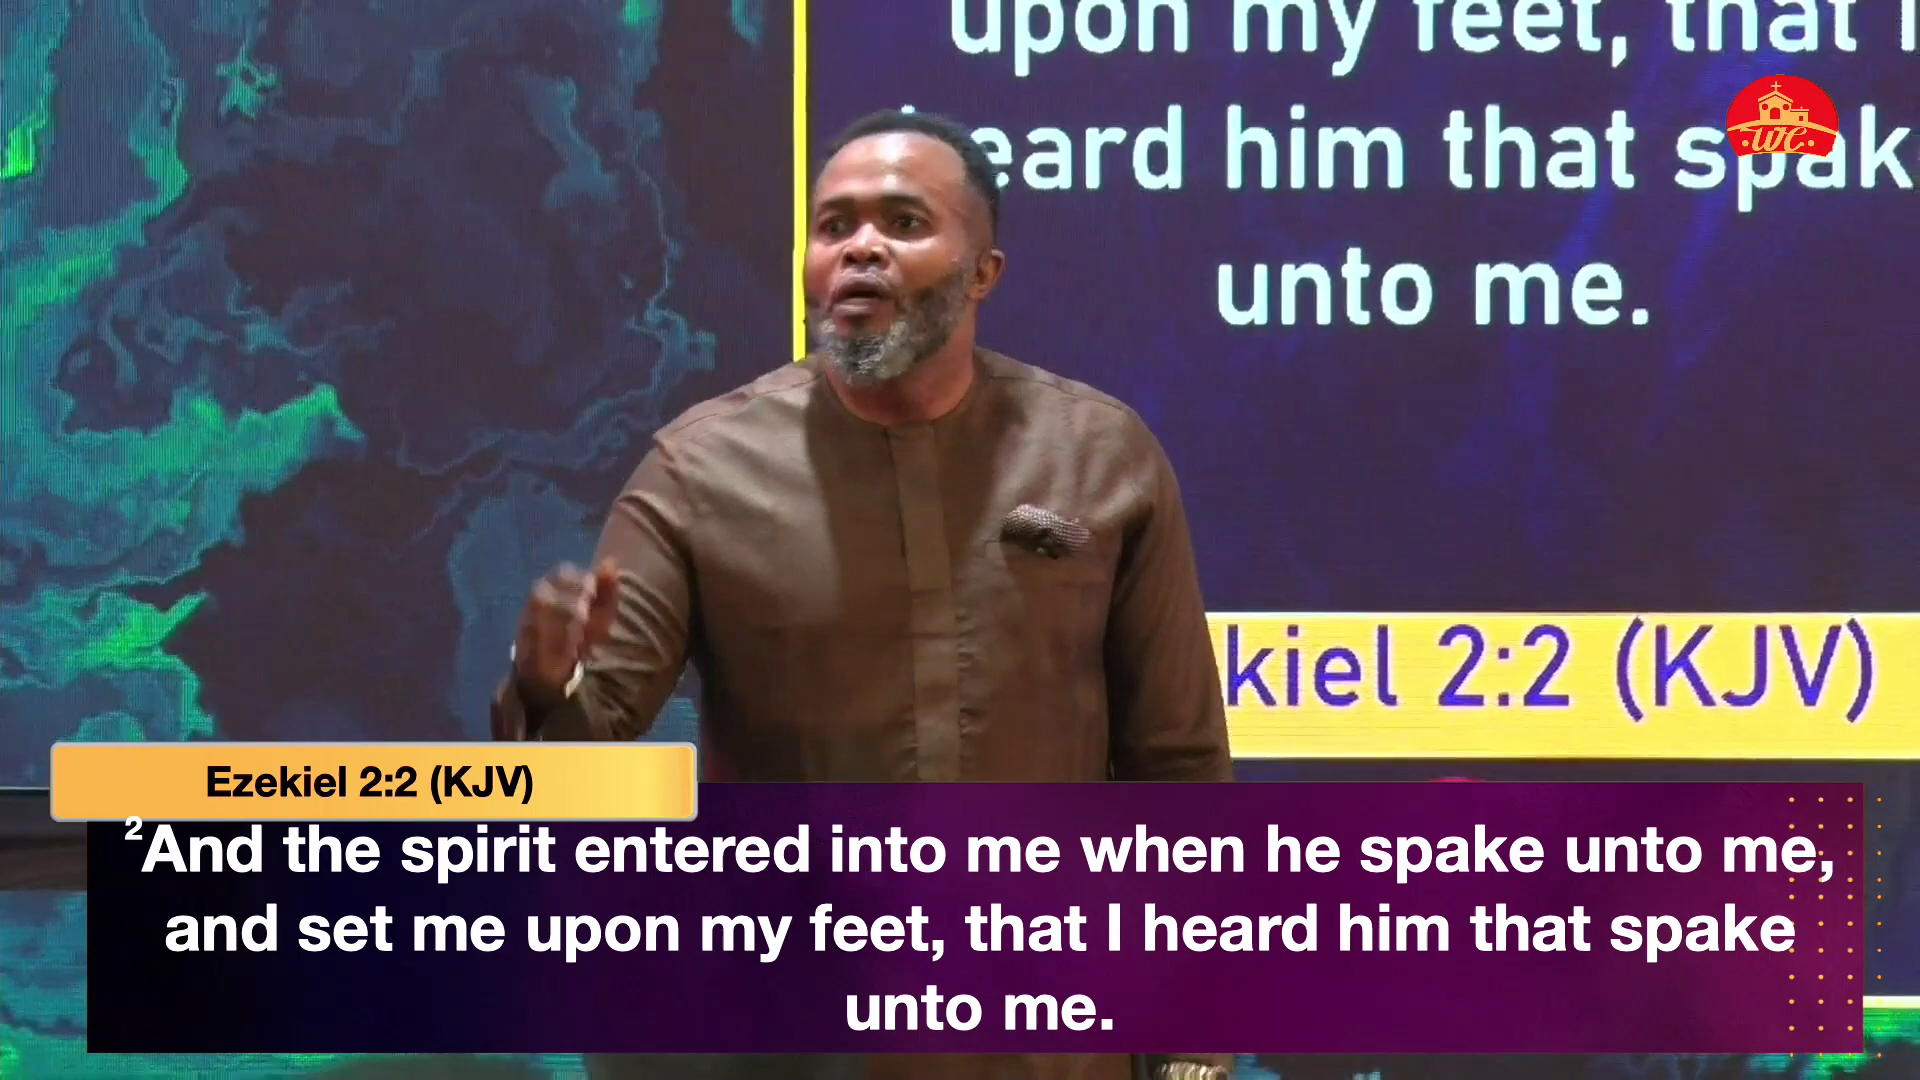 upon my feet, that I
eard him that spak
unto me.
WC
kiel 2:2 (KJV)
Ezekiel 2:2 (KJV)
2And the spirit entered into me when he spake unto me,
and set me upon my feet, that I heard him that spake
unto me.